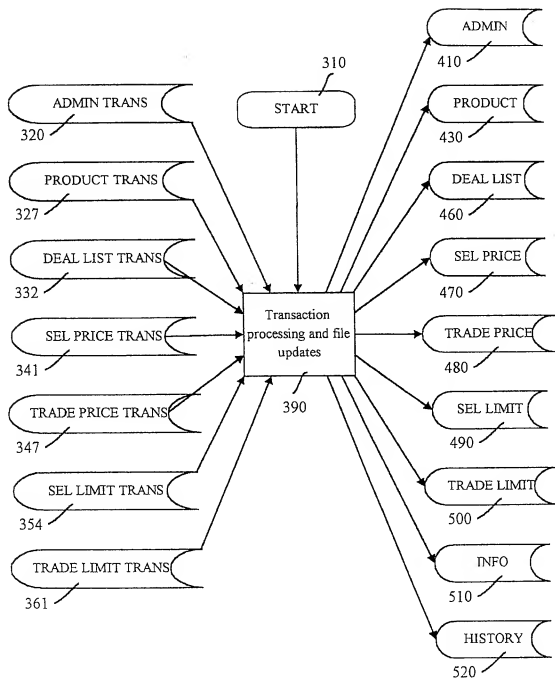 ADMIN
410
310
START
ADMIN TRANS
320
PRODUCT
430
PRODUCT TRANS
327
DEAL LIST
460
DEAL LIST TRANS
332
SEL PRICE
470
Transaction
processing and file
updates
390
SEL PRICE TRANS
341
TRADE PRICE
480
TRADE PRICE TRANS
347
SEL LIMIT
490
SEL LIMIT TRANS
354
TRADE LIMIT
500
TRADE LIMIT TRANS
361
INFO
510
HISTORY
520